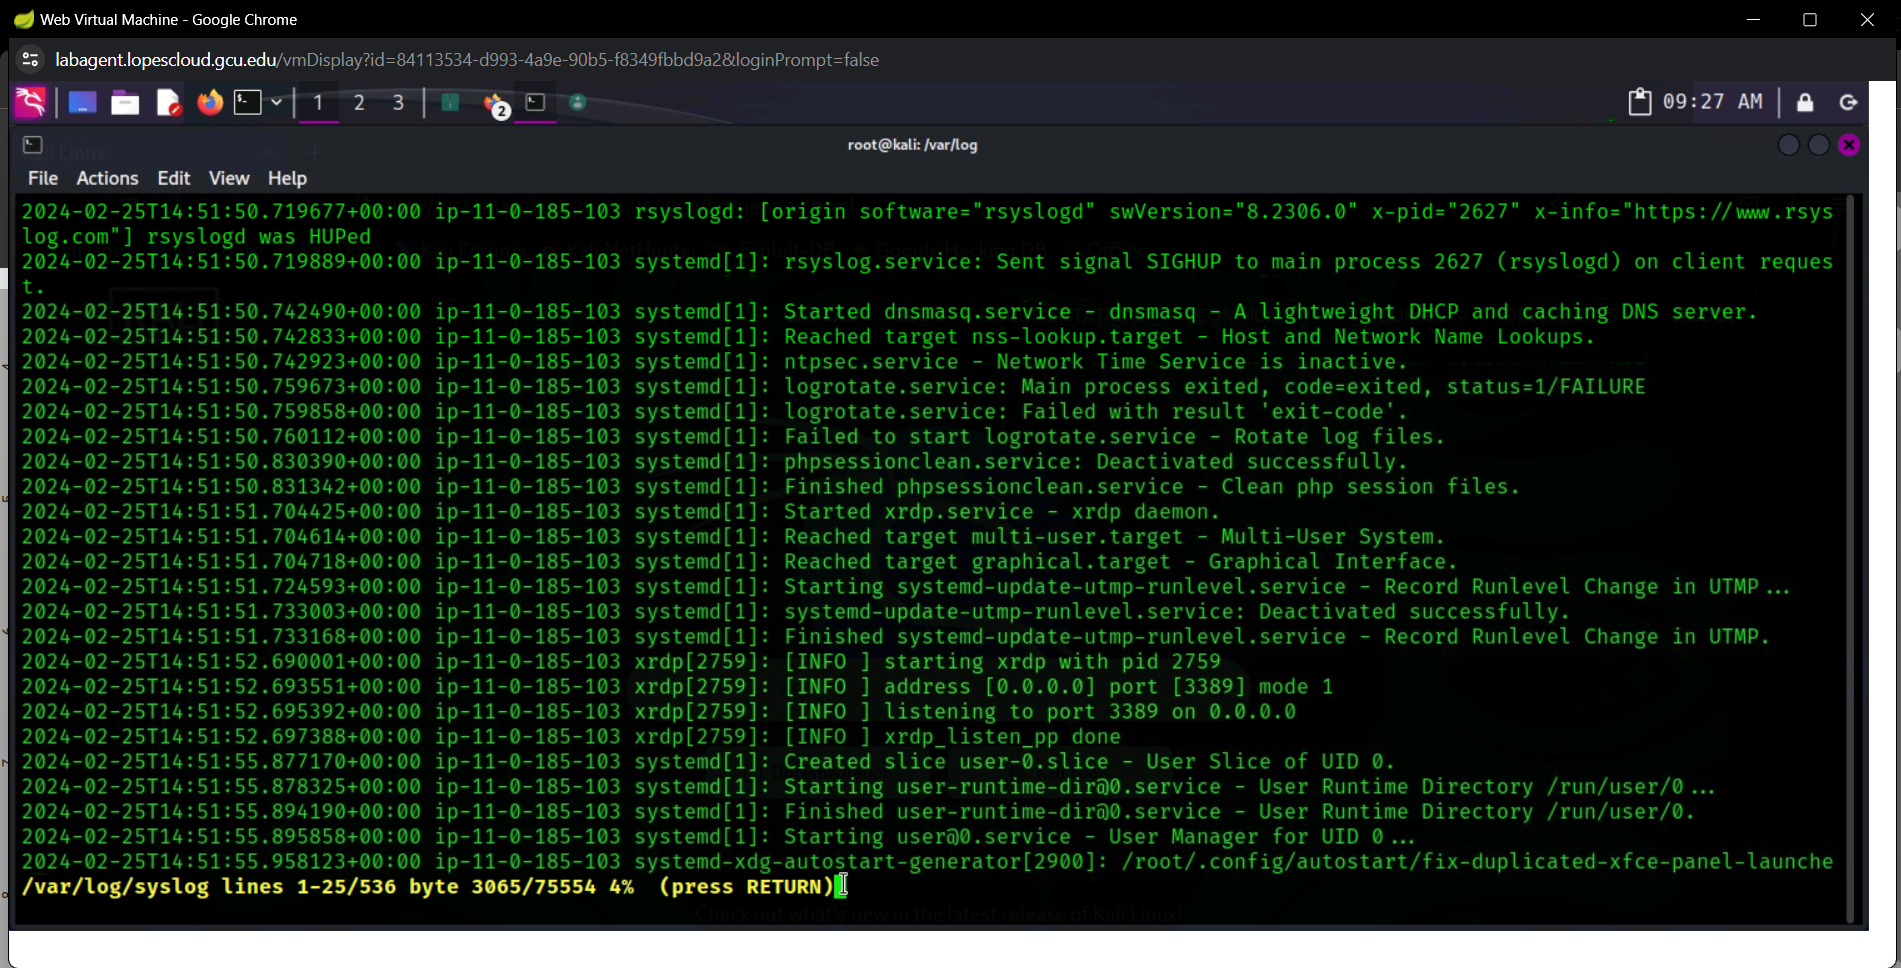 Web Virtual Machine - Google Chrome
labagent.lopescloud.gcu.edu/vmDisplay?id=84113534-d993-4a9e-90b5-f8349fbbd9a2&loginPrompt=false
1 2 3 2 09:27 AM
root@kali: /var/log
File Actions Edit View Help
2024-02-25T14:51:50.719677+00:00 ip-11-0-185-103 rsyslogd: [origin software="rsyslogd" swVersion="8.2306.0" x-pid="2627" x-info="https://www.rsys
log.com"] rsyslogd was HUPed
2024-02-25T14:51:50.719889+00:00 ip-11-0-185-103 systemd[1]: rsyslog.service: Sent signal SIGHUP to main process 2627 (rsyslogd) on client reques
t.
2024-02-25T14:51:50.742490+00:00 ip-11-0-185-103 systemd[1]: Started dnsmasq.service - dnsmasq - A lightweight DHCP and caching DNS server.
2024-02-25T14:51:50.742833+00:00 ip-11-0-185-103 systemd[1]: Reached target nss-lookup.target - Host and Network Name Lookups.
2024-02-25T14:51:50.742923+00:00 ip-11-0-185-103 systemd[1]: ntpsec.service - Network Time Service is inactive.
2024-02-25T14:51:50.759673+00:00 ip-11-0-185-103 systemd[1]: logrotate.service: Main process exited, code=exited, status=1/FAILURE
2024-02-25T14:51:50.759858+00:00 ip-11-0-185-103 systemd[1]: logrotate.service: Failed with result 'exit-code'.
2024-02-25T14:51:50.760112+00:00 ip-11-0-185-103 systemd[1]: Failed to start logrotate.service - Rotate log files.
2024-02-25T14:51:50.830390+00:00 ip-11-0-185-103 systemd[1]: phpsessionclean.service: Deactivated successfully.
2024-02-25T14:51:50.831342+00:00 ip-11-0-185-103 systemd[1]: Finished phpsessionclean.service - Clean php session files.
2024-02-25T14:51:51.704425+00:00 ip-11-0-185-103 systemd[1]: Started xrdp.service - xrdp daemon.
2024-02-25T14:51:51.704614+00:00 ip-11-0-185-103 systemd[1]: Reached target multi-user.target - Multi-User System.
2024-02-25T14:51:51.704718+00:00 ip-11-0-185-103 systemd[1]: Reached target graphical.target - Graphical Interface.
2024-02-25T14:51:51.724593+00:00 ip-11-0-185-103 systemd[1]: Starting systemd-update-utmp-runlevel.service - Record Runlevel Change in UTMP...
2024-02-25T14:51:51.733003+00:00 ip-11-0-185-103 systemd[1]: systemd-update-utmp-runlevel.service: Deactivated successfully.
2024-02-25T14:51:51.733168+00:00 ip-11-0-185-103 systemd[1]: Finished systemd-update-utmp-runlevel.service - Record Runlevel Change in UTMP.
2024-02-25T14:51:52.690001+00:00 ip-11-0-185-103 xrdp[2759]: [INFO ] starting xrdp with pid 2759
2024-02-25T14:51:52.693551+00:00 ip-11-0-185-103 xrdp[2759]: [INFO ] address [0.0.0.0] port [3389] mode 1
2024-02-25T14:51:52.695392+00:00 ip-11-0-185-103 xrdp[2759]: [INFO ] listening to port 3389 on 0.0.0.0
2024-02-25T14:51:52.697388+00:00 ip-11-0-185-103 xrdp[2759]: [INFO ] xrdp_listen_pp done
2024-02-25T14:51:55.877170+00:00 ip-11-0-185-103 systemd[1]: Created slice user-0.slice - User Slice of UID 0.
2024-02-25T14:51:55.878325+00:00 ip-11-0-185-103 systemd[1]: Starting user-runtime-dir@0.service - User Runtime Directory /run/user/0...
2024-02-25T14:51:55.894190+00:00 ip-11-0-185-103 systemd[1]: Finished user-runtime-dir@0.service - User Runtime Directory /run/user/0.
2024-02-25T14:51:55.895858+00:00 ip-11-0-185-103 systemd[1]: Starting user@0.service - User Manager for UID 0...
2024-02-25T14:51:55.958123+00:00 ip-11-0-185-103 systemd-xdg-autostart-generator[2900]: /root/.config/autostart/fix-duplicated-xfce-panel-launche
/var/log/syslog lines 1-25/536 byte 3065/75554 4% (press RETURN)
Check out what's new in the latest release of Kali Linux!